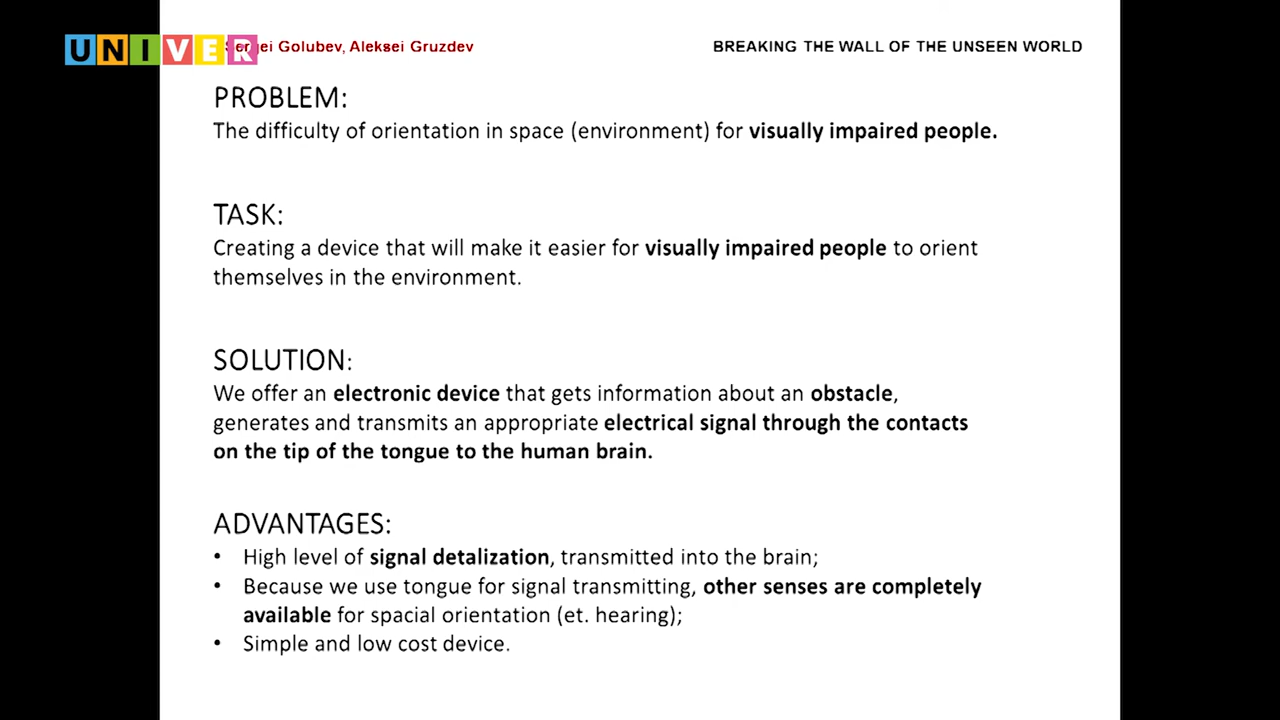 UNIVER
Sergei Golubev, Aleksei Gruzdev
BREAKING THE WALL OF THE UNSEEN WORLD
PROBLEM:
The difficulty of orientation in space (environment) for visually impaired people.
TASK:
Creating a device that will make it easier for visually impaired people to orient
themselves in the environment.
SOLUTION:
We offer an electronic device that gets information about an obstacle,
generates and transmits an appropriate electrical signal through the contacts
on the tip of the tongue to the human brain.
ADVANTAGES:
• High level of signal detalization, transmitted into the brain;
• Because we use tongue for signal transmitting, other senses are completely
available for spacial orientation (et. hearing);
• Simple and low cost device.